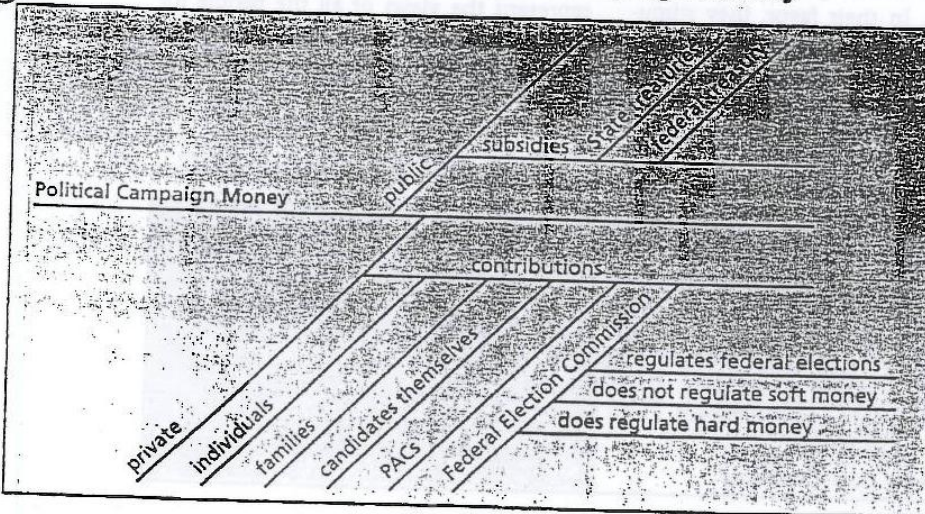 public
subsidies
State treasuries
federal treasury
Political Campaign Money
contributions
private
individuals
families
candidates themselves
PACs
Federal Election Commission
regulates federal elections
does not regulate soft money
does regulate hard money